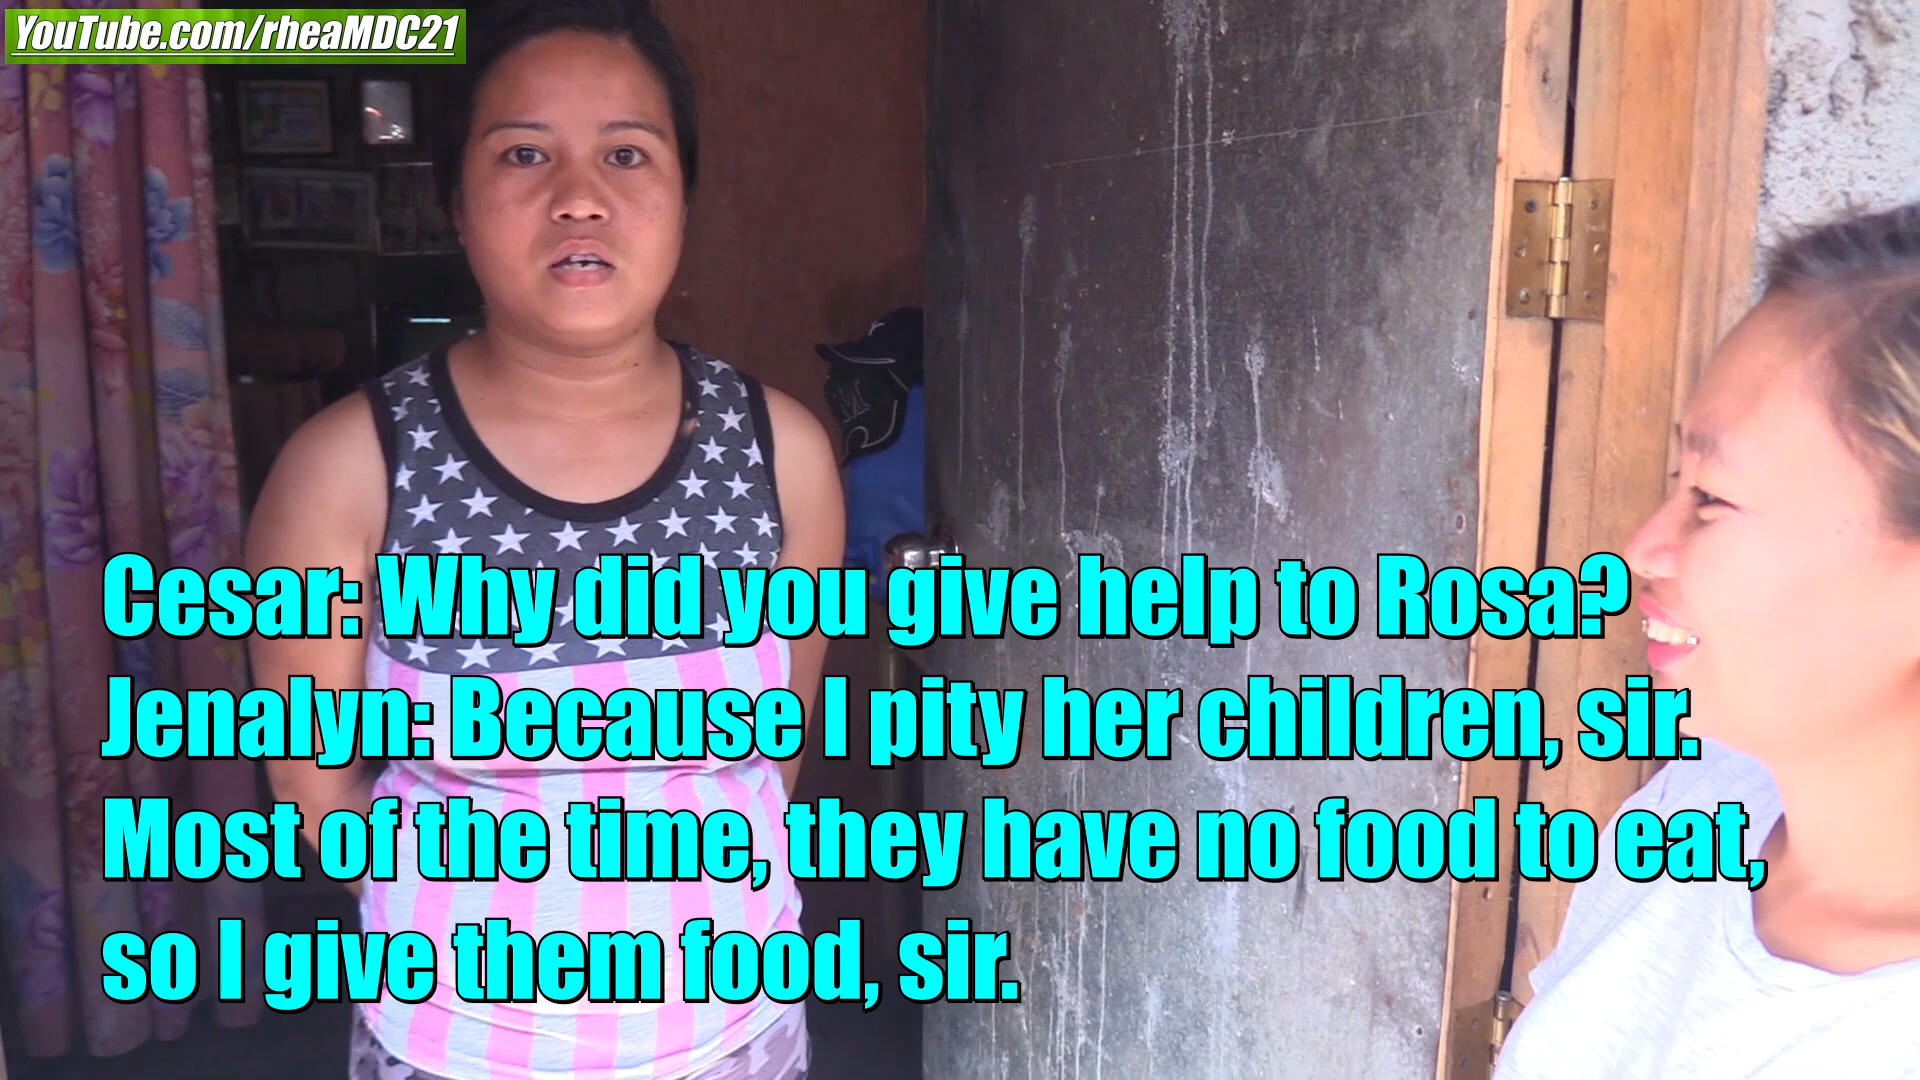 YouTube.com/rheaMDC21
Cesar: Why did you give help to Rosa?
Jenalyn: Because I pity her children, sir.
Most of the time, they have no food to eat,
so I give them food, sir.